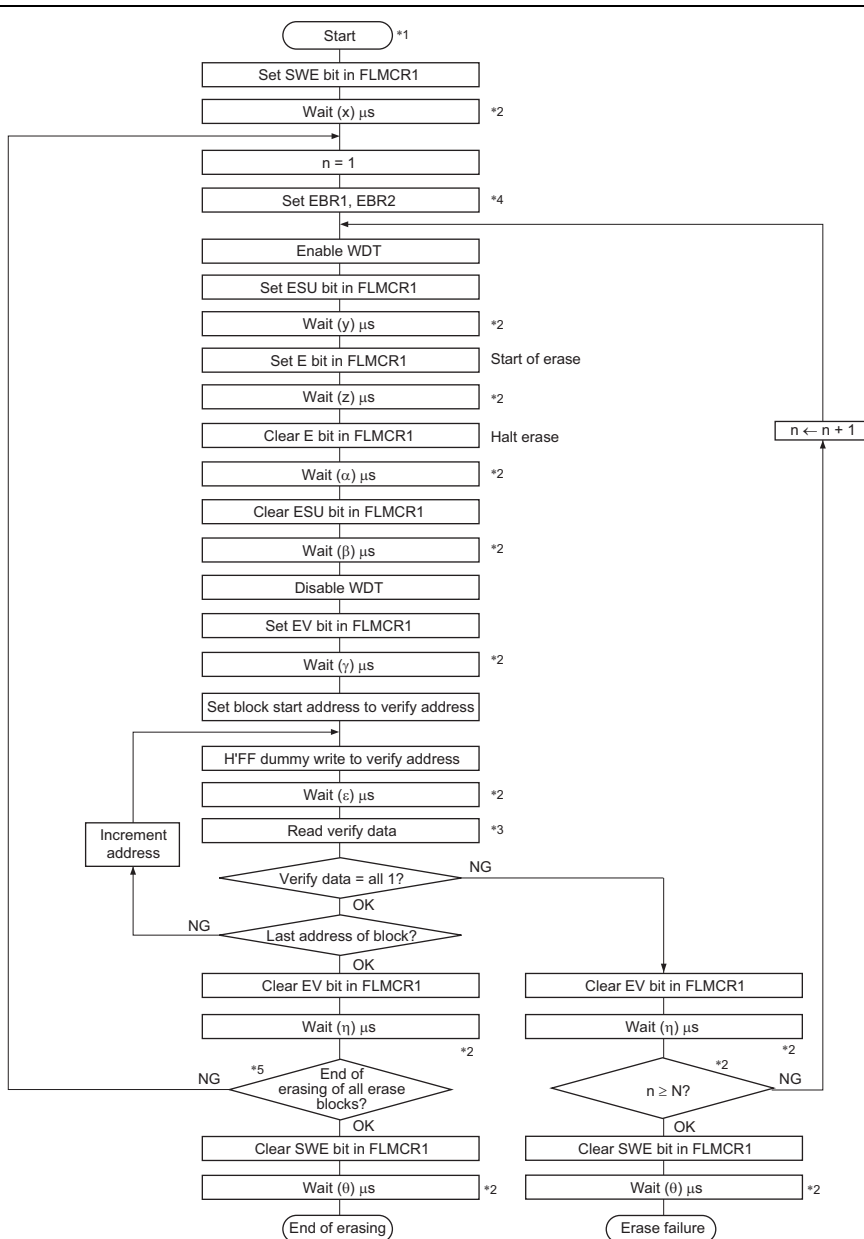 Start *1
Set SWE bit in FLMCR1
Wait (x) μs *2
n = 1
Set EBR1, EBR2 *4
Enable WDT
Set ESU bit in FLMCR1
Wait (y) μs *2
Set E bit in FLMCR1 Start of erase
Wait (z) μs *2
Clear E bit in FLMCR1 Halt erase
n ← n + 1
Wait (α) μs *2
Clear ESU bit in FLMCR1
Wait (β) μs *2
Disable WDT
Set EV bit in FLMCR1
Wait (γ) μs *2
Set block start address to verify address
H'FF dummy write to verify address
Wait (ε) μs *2
Read verify data *3
Increment
address
Verify data = all 1? NG
OK
NG Last address of block?
OK
Clear EV bit in FLMCR1 Clear EV bit in FLMCR1
Wait (η) μs Wait (η) μs
*2 *2
NG *5 End of
erasing of all erase
blocks?
*2 n ≥ N? NG
OK OK
Clear SWE bit in FLMCR1 Clear SWE bit in FLMCR1
Wait (θ) μs *2 Wait (θ) μs *2
End of erasing Erase failure